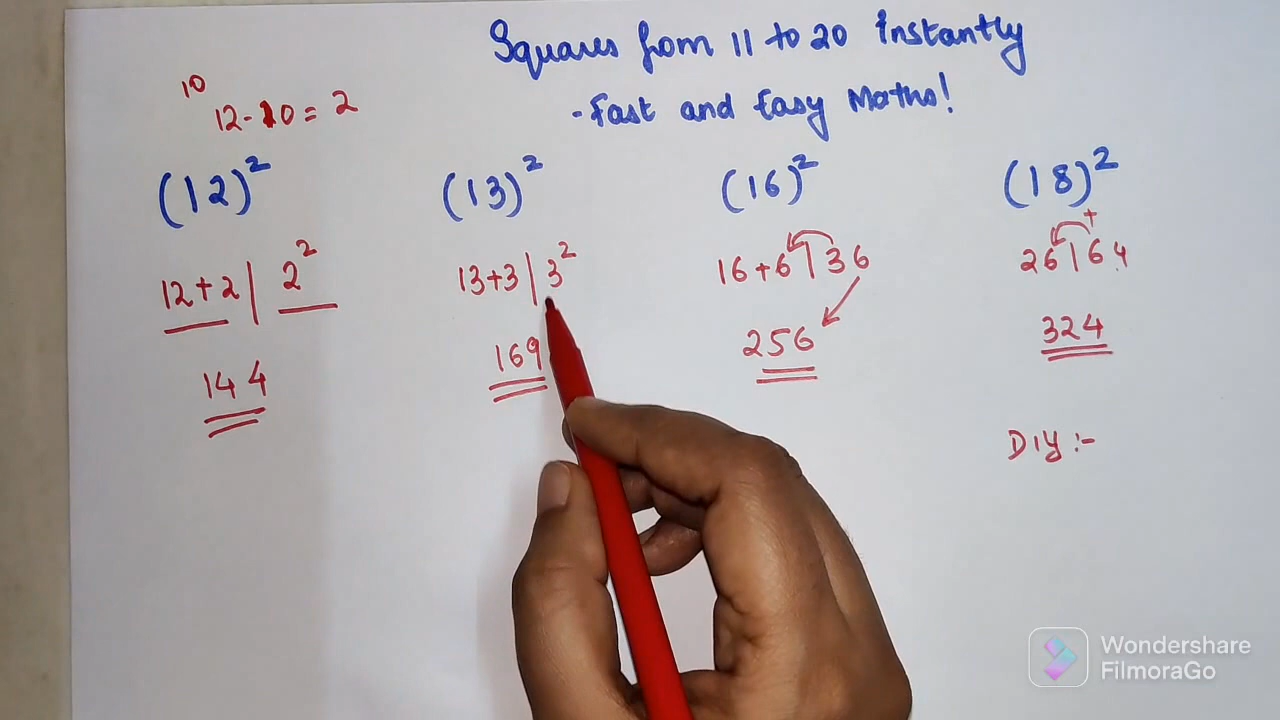 Squares from 11 to 20 instantly
- Fast and Easy Maths!
10
12-10 = 2
(12)²
12+2 | 2²
144
(13)²
13+3 | 3²
169
(16)²
16+6 | 36
256
(18)²
+
26 | 64
324
DIY :-
Wondershare
FilmoraGo